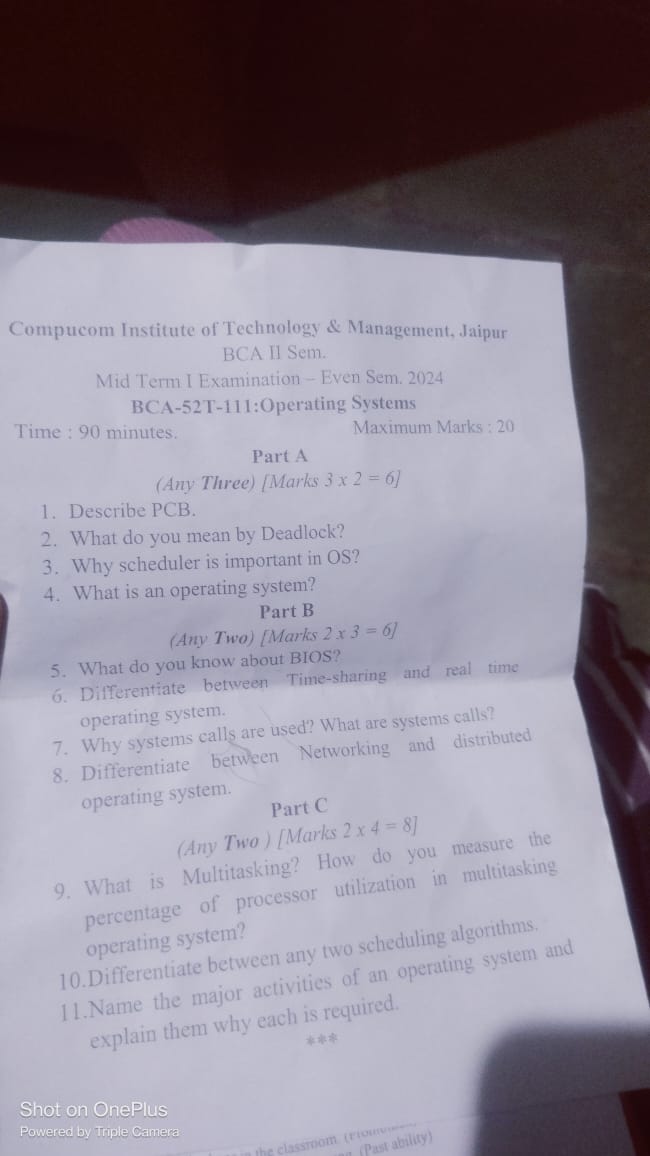 Compucom Institute of Technology & Management, Jaipur
BCA II Sem.
Mid Term I Examination – Even Sem. 2024
BCA-52T-111:Operating Systems
Time : 90 minutes.    Maximum Marks : 20
Part A
(Any Three) [Marks 3 x 2 = 6]
1. Describe PCB.
2. What do you mean by Deadlock?
3. Why scheduler is important in OS?
4. What is an operating system?
Part B
(Any Two) [Marks 2 x 3 = 6]
5. What do you know about BIOS?
6. Differentiate between Time-sharing and real time
operating system.
7. Why systems calls are used? What are systems calls?
8. Differentiate between Networking and distributed
operating system.
Part C
(Any Two ) [Marks 2 x 4 = 8]
9. What is Multitasking? How do you measure the
percentage of processor utilization in multitasking
operating system?
10.Differentiate between any two scheduling algorithms.
11.Name the major activities of an operating system and
explain them why each is required.
***
the classroom.
(Past ability)
Shot on OnePlus
Powered by Triple Camera